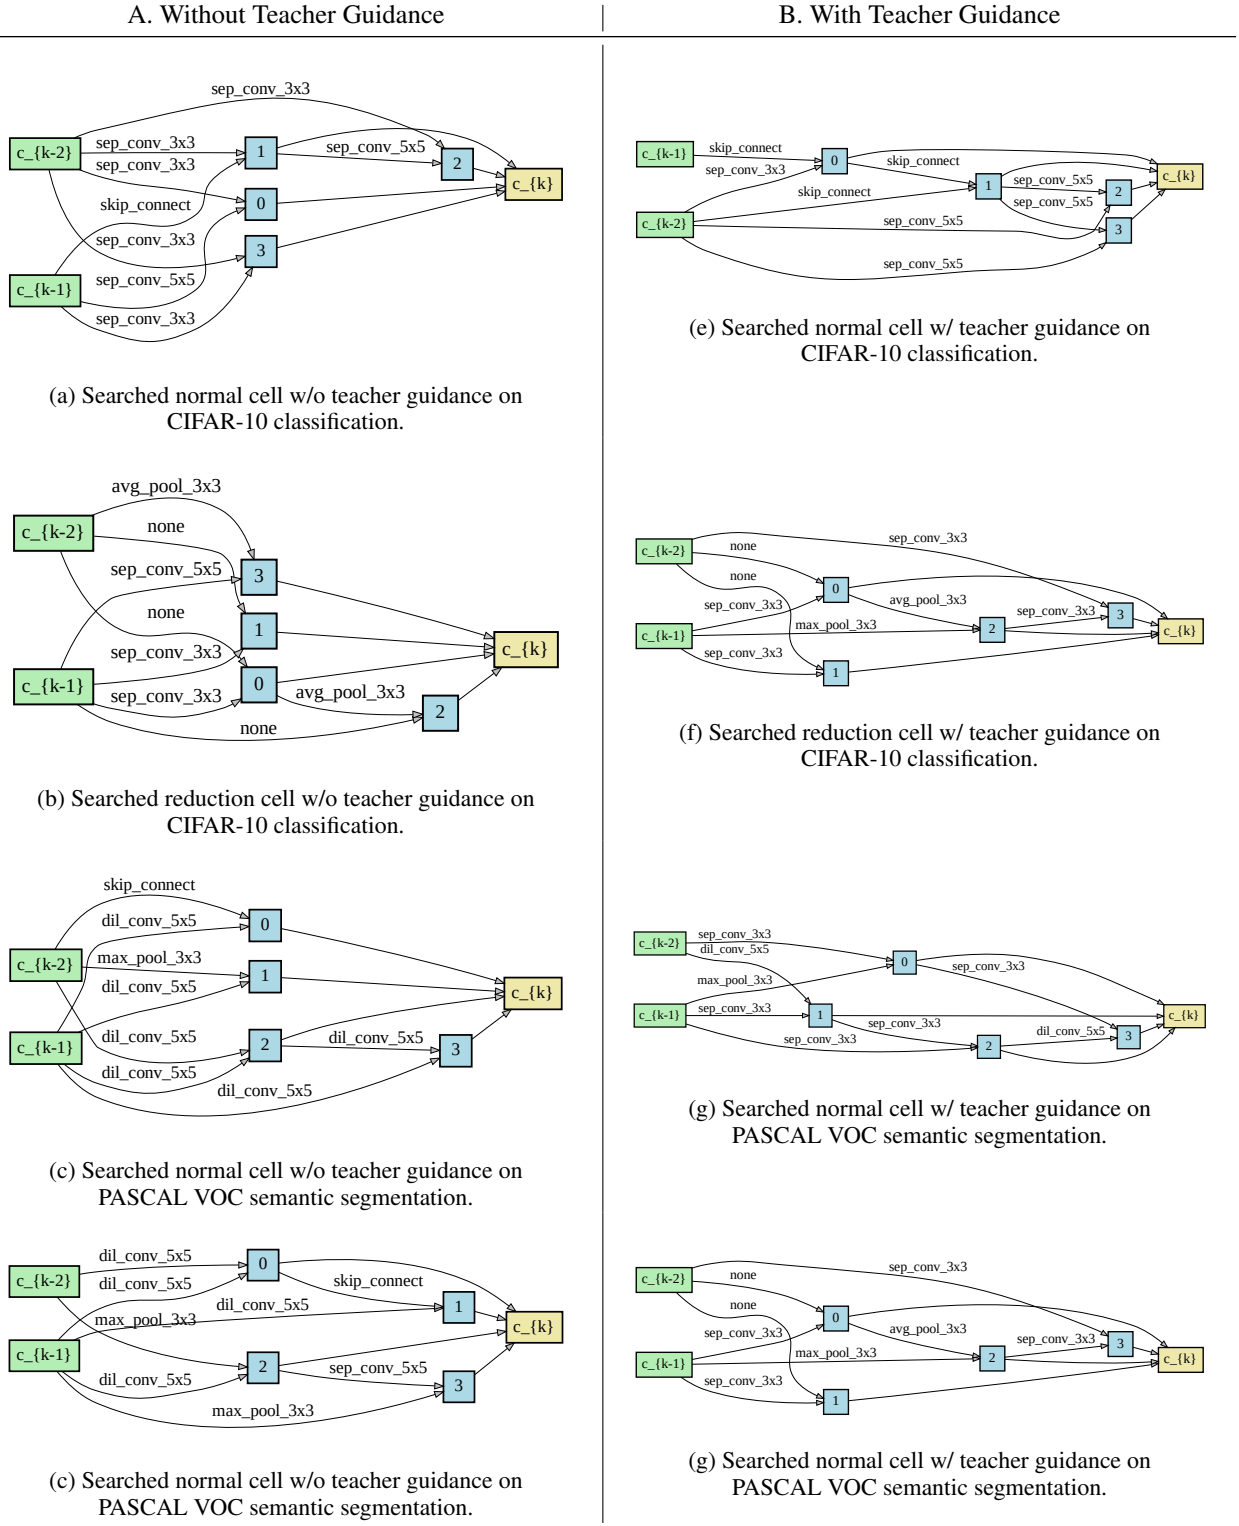 A. Without Teacher Guidance
B. With Teacher Guidance
sep_conv_3x3
c_{k-2}
sep_conv_3x3
sep_conv_3x3
1
sep_conv_5x5
2
c_{k}
skip_connect
0
sep_conv_3x3
3
c_{k-1}
sep_conv_5x5
sep_conv_3x3
(a) Searched normal cell w/o teacher guidance on
CIFAR-10 classification.
c_{k-1}
skip_connect
sep_conv_3x3
0
skip_connect
c_{k}
skip_connect
1
sep_conv_5x5
2
sep_conv_5x5
c_{k-2}
sep_conv_5x5
3
sep_conv_5x5
(e) Searched normal cell w/ teacher guidance on
CIFAR-10 classification.
avg_pool_3x3
c_{k-2}
none
sep_conv_5x5
3
none
1
sep_conv_3x3
c_{k}
c_{k-1}
sep_conv_3x3
0
avg_pool_3x3
2
none
(b) Searched reduction cell w/o teacher guidance on
CIFAR-10 classification.
sep_conv_3x3
c_{k-2}
none
none
0
sep_conv_3x3
avg_pool_3x3
sep_conv_3x3
3
c_{k-1}
max_pool_3x3
2
c_{k}
sep_conv_3x3
1
(f) Searched reduction cell w/ teacher guidance on
CIFAR-10 classification.
skip_connect
dil_conv_5x5
0
c_{k-2}
max_pool_3x3
1
dil_conv_5x5
c_{k}
dil_conv_5x5
c_{k-1}
2
dil_conv_5x5
3
dil_conv_5x5
dil_conv_5x5
(c) Searched normal cell w/o teacher guidance on
PASCAL VOC semantic segmentation.
sep_conv_3x3
c_{k-2}
dil_conv_5x5
0
sep_conv_3x3
max_pool_3x3
c_{k-1}
sep_conv_3x3
1
c_{k}
sep_conv_3x3
sep_conv_3x3
2
dil_conv_5x5
3
(g) Searched normal cell w/ teacher guidance on
PASCAL VOC semantic segmentation.
dil_conv_5x5
0
c_{k-2}
dil_conv_5x5
skip_connect
dil_conv_5x5
1
max_pool_3x3
c_{k}
c_{k-1}
2
sep_conv_5x5
dil_conv_5x5
3
max_pool_3x3
(c) Searched normal cell w/o teacher guidance on
PASCAL VOC semantic segmentation.
sep_conv_3x3
c_{k-2}
none
none
0
sep_conv_3x3
avg_pool_3x3
sep_conv_3x3
3
c_{k-1}
max_pool_3x3
2
c_{k}
sep_conv_3x3
1
(g) Searched normal cell w/ teacher guidance on
PASCAL VOC semantic segmentation.